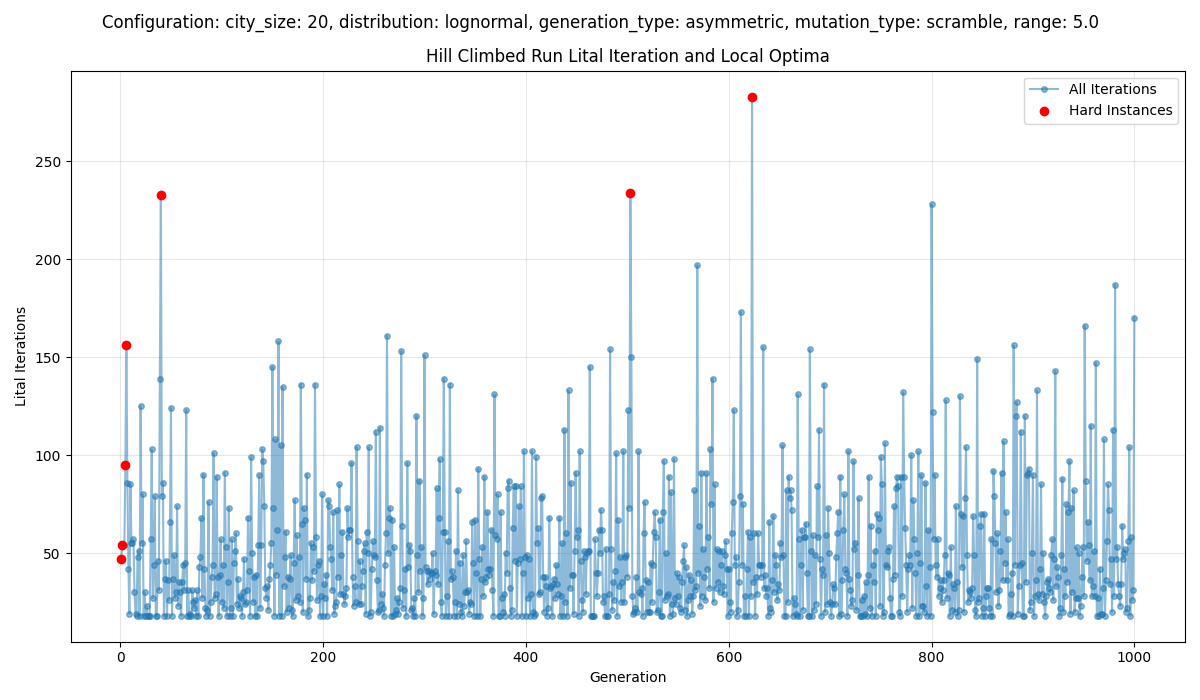 Configuration: city_size: 20, distribution: lognormal, generation_type: asymmetric, mutation_type: scramble, range: 5.0
Hill Climbed Run Lital Iteration and Local Optima
All Iterations
Hard Instances
250
200
150
100
50
Lital Iterations
0
200
400
600
800
1000
Generation